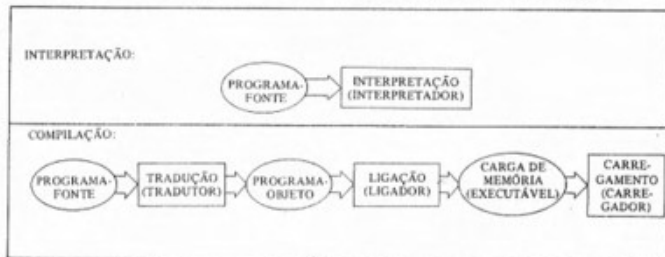 INTERPRETAÇÃO:
PROGRAMA-
FONTE
INTERPRETAÇÃO
(INTERPRETADOR)
COMPILAÇÃO:
PROGRAMA-
FONTE
TRADUÇÃO
(TRADUTOR)
PROGRAMA-
OBJETO
LIGAÇÃO
(LIGADOR)
CARGA DE
MEMÓRIA
(EXECUTÁVEL)
CARRE-
GAMENTO
(CARRE-
GADOR)